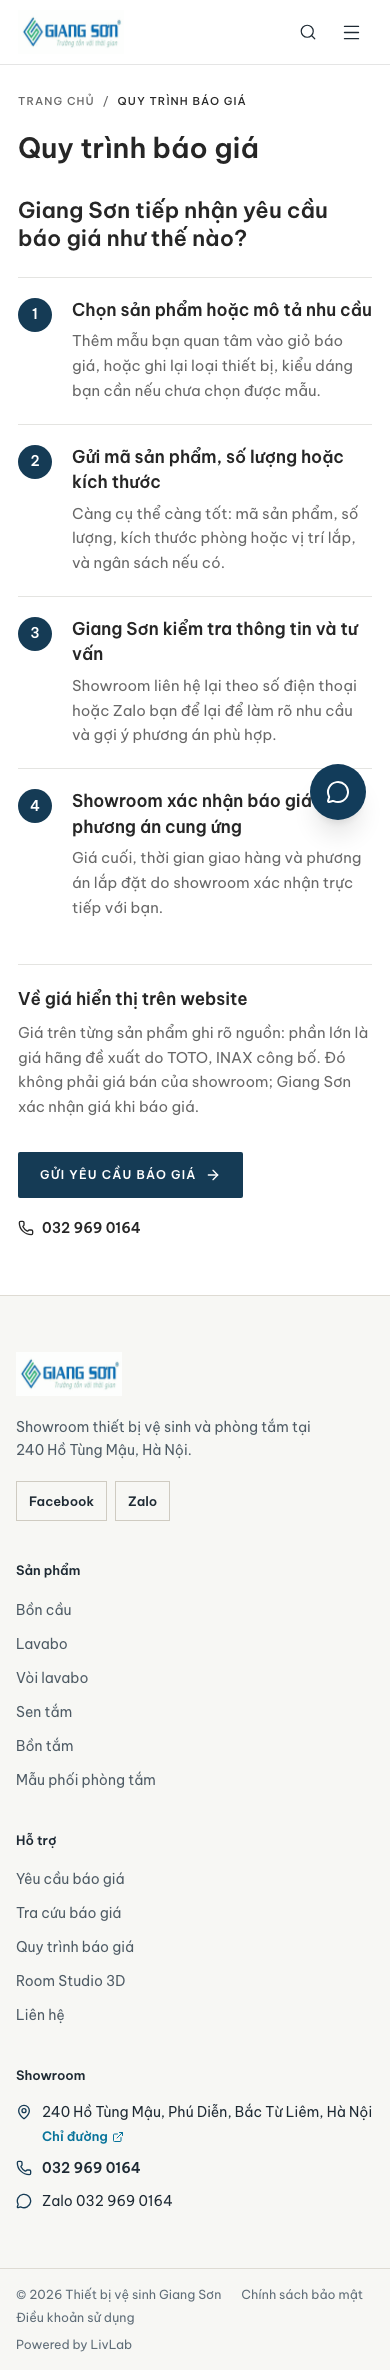 GIANG SƠN
Trường tồn với thời gian
TRANG CHỦ / QUY TRÌNH BÁO GIÁ
Quy trình báo giá
Giang Sơn tiếp nhận yêu cầu
báo giá như thế nào?
1
Chọn sản phẩm hoặc mô tả nhu cầu
Thêm mẫu bạn quan tâm vào giỏ báo
giá, hoặc ghi lại loại thiết bị, kiểu dáng
bạn cần nếu chưa chọn được mẫu.
2
Gửi mã sản phẩm, số lượng hoặc
kích thước
Càng cụ thể càng tốt: mã sản phẩm, số
lượng, kích thước phòng hoặc vị trí lắp,
và ngân sách nếu có.
3
Giang Sơn kiểm tra thông tin và tư
vấn
Showroom liên hệ lại theo số điện thoại
hoặc Zalo bạn để lại để làm rõ nhu cầu
và gợi ý phương án phù hợp.
4
Showroom xác nhận báo giá
phương án cung ứng
Giá cuối, thời gian giao hàng và phương
án lắp đặt do showroom xác nhận trực
tiếp với bạn.
Về giá hiển thị trên website
Giá trên từng sản phẩm ghi rõ nguồn: phần lớn là
giá hãng đề xuất do TOTO, INAX công bố. Đó
không phải giá bán của showroom; Giang Sơn
xác nhận giá khi báo giá.
GỬI YÊU CẦU BÁO GIÁ
032 969 0164
GIANG SƠN
Trường tồn với thời gian
Showroom thiết bị vệ sinh và phòng tắm tại
240 Hồ Tùng Mậu, Hà Nội.
Facebook Zalo
Sản phẩm
Bồn cầu
Lavabo
Vòi lavabo
Sen tắm
Bồn tắm
Mẫu phối phòng tắm
Hỗ trợ
Yêu cầu báo giá
Tra cứu báo giá
Quy trình báo giá
Room Studio 3D
Liên hệ
Showroom
240 Hồ Tùng Mậu, Phú Diễn, Bắc Từ Liêm, Hà Nội
Chỉ đường
032 969 0164
Zalo 032 969 0164
© 2026 Thiết bị vệ sinh Giang Sơn Chính sách bảo mật
Điều khoản sử dụng
Powered by LivLab